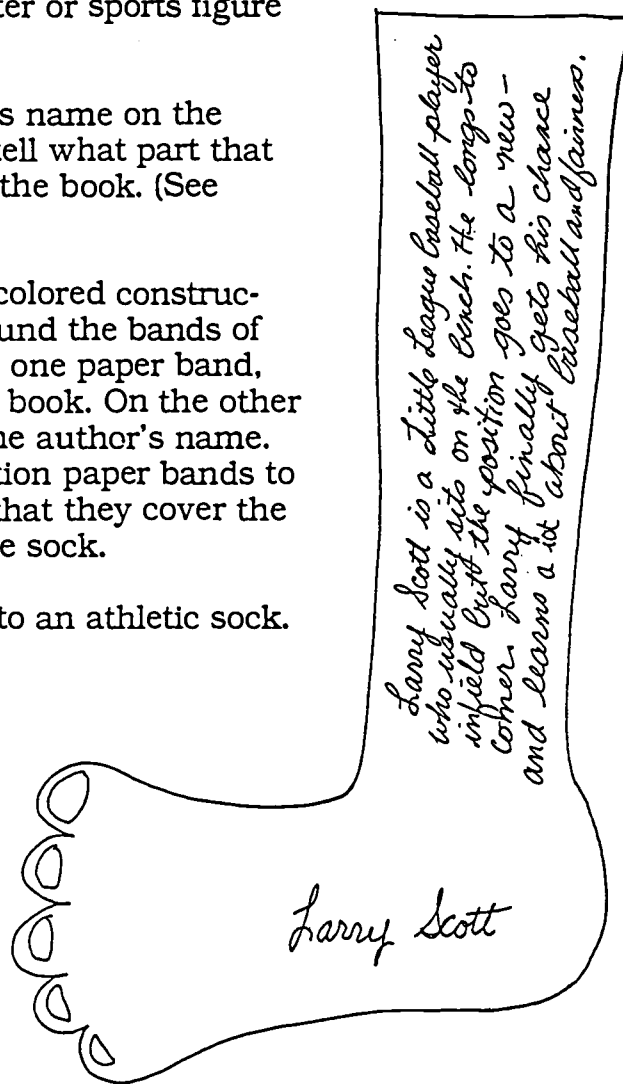 ter or sports figure
s name on the
tell what part that
the book. (See
colored construc-
und the bands of
one paper band,
book. On the other
ne author's name.
tion paper bands to
that they cover the
e sock.
to an athletic sock.
Larry Scott is a Little League baseball player
who usually sits on the bench. He longs to
infield but the position goes to a new-
comer. Larry finally gets his chance
and learns a lot about baseball and fairness.
Larry Scott